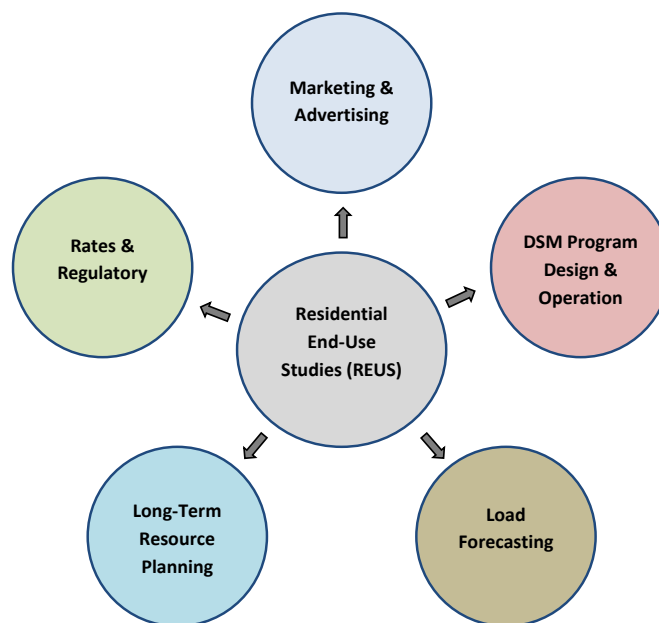 Marketing &
Advertising
Rates &
Regulatory
DSM Program
Design &
Operation
Residential
End-Use
Studies (REUS)
Long-Term
Resource
Planning
Load
Forecasting